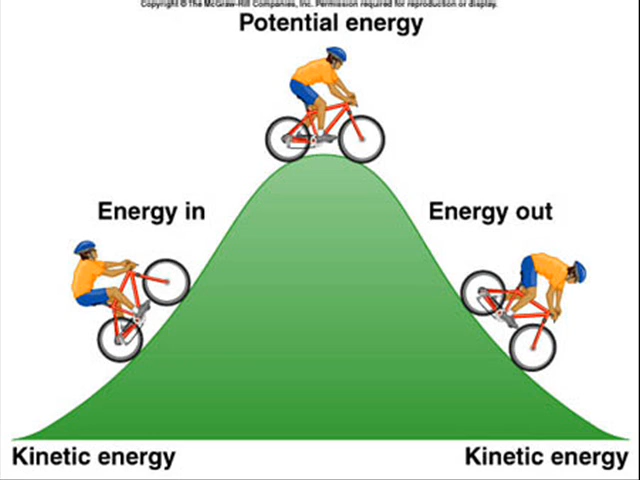 Copyright © The McGraw-Hill Companies, Inc. Permission required for reproduction or display.
Potential energy
Energy in
Energy out
Kinetic energy
Kinetic energy